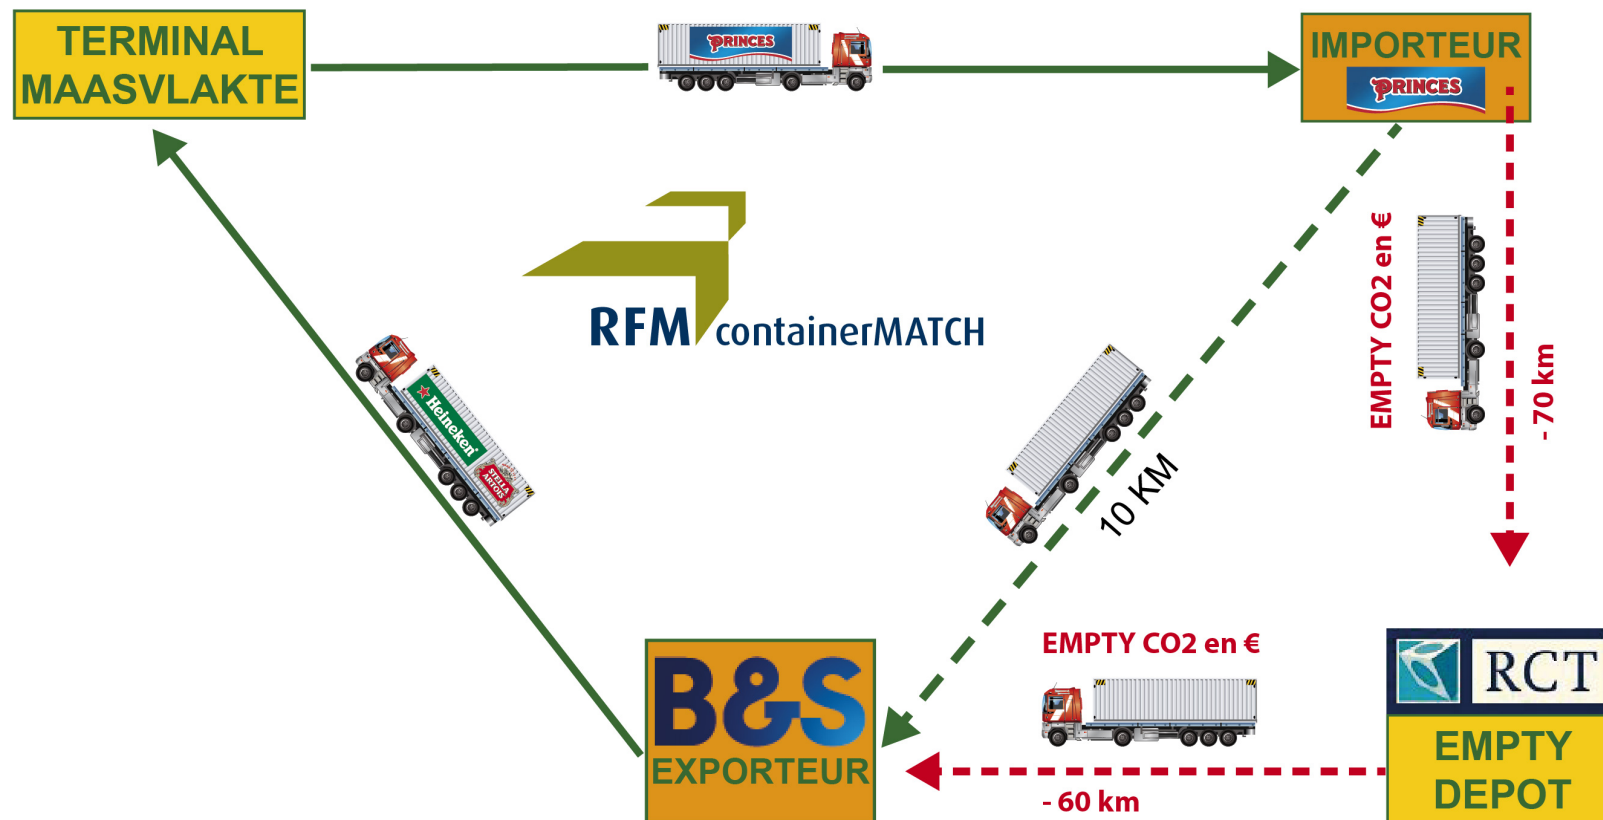 TERMINAL
MAASVLAKTE
PRINCES
IMPORTEUR
PRINCES
EMPTY CO2 en €
- 70 km
RFM containerMATCH
Heineken
STELLA
ARTOIS
10 KM
B&S
EXPORTEUR
EMPTY CO2 en €
- 60 km
RCT
EMPTY
DEPOT